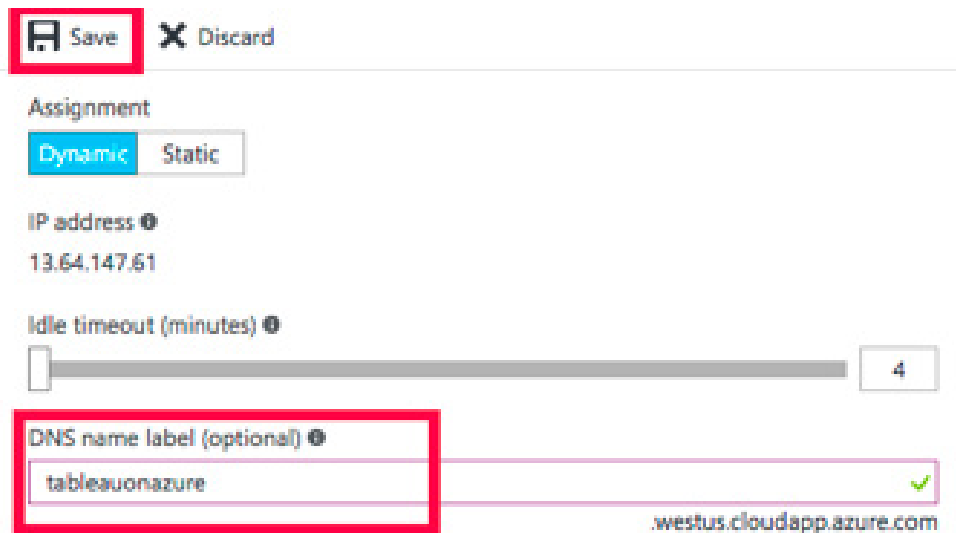 Save Discard
Assignment
Dynamic Static
IP address
13.64.147.61
Idle timeout (minutes)
4
DNS name label (optional)
tableauonazure
.westus.cloudapp.azure.com